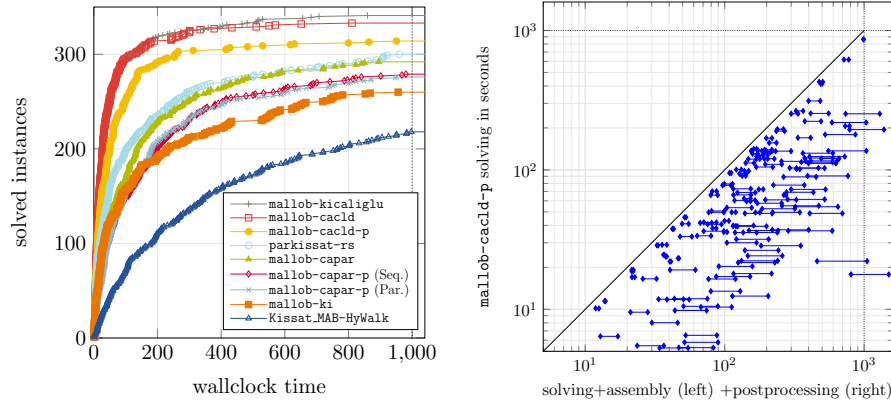 300
200
100
0
0
200
400
600
800
1,000
solved instances
wallclock time
mallob-kicaliglu
mallob-cacld
mallob-cacld-p
parkissat-rs
mallob-capar
mallob-capar-p (Seq.)
mallob-capar-p (Par.)
mallob-ki
Kissat_MAB-HyWalk
10³
10²
10¹
10¹
10²
10³
mallob-cacld-p solving in seconds
solving+assembly (left) +postprocessing (right)